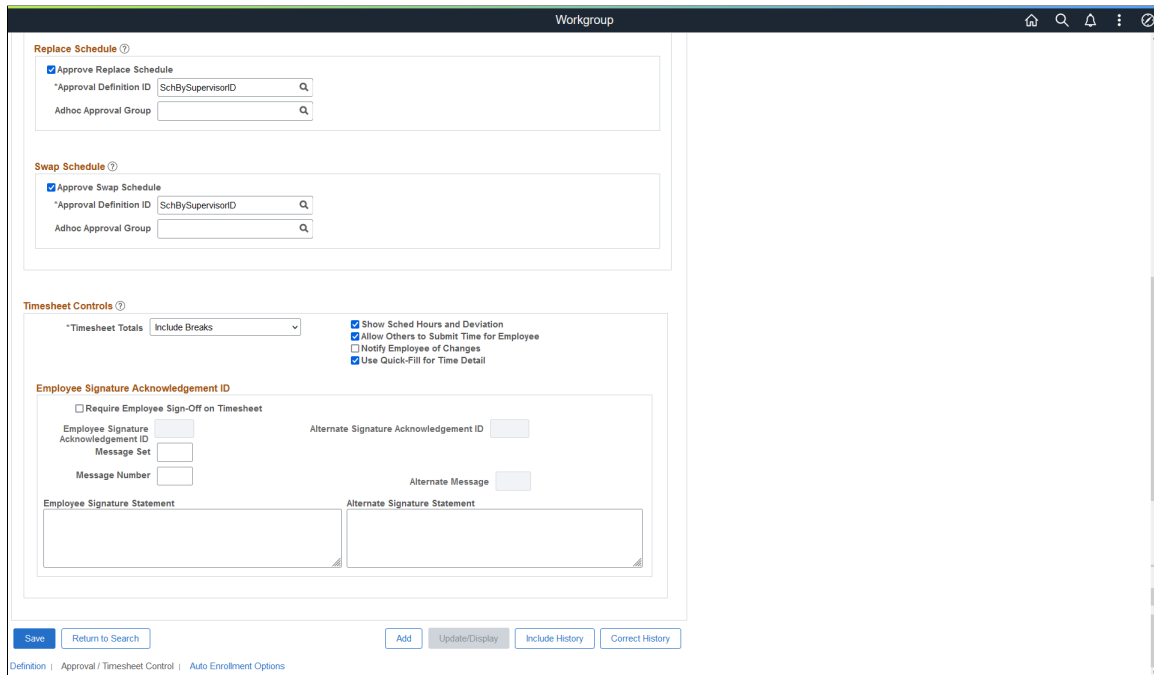 Workgroup
Replace Schedule
Approve Replace Schedule
*Approval Definition ID SchBySupervisorID
Adhoc Approval Group
Swap Schedule
Approve Swap Schedule
*Approval Definition ID SchBySupervisorID
Adhoc Approval Group
Timesheet Controls
*Timesheet Totals Include Breaks
Show Sched Hours and Deviation
Allow Others to Submit Time for Employee
Notify Employee of Changes
Use Quick-Fill for Time Detail
Employee Signature Acknowledgement ID
Require Employee Sign-Off on Timesheet
Employee Signature
Acknowledgement ID
Alternate Signature Acknowledgement ID
Message Set
Message Number
Alternate Message
Employee Signature Statement
Alternate Signature Statement
Save Return to Search Add Update/Display Include History Correct History
Definition | Approval / Timesheet Control | Auto Enrollment Options